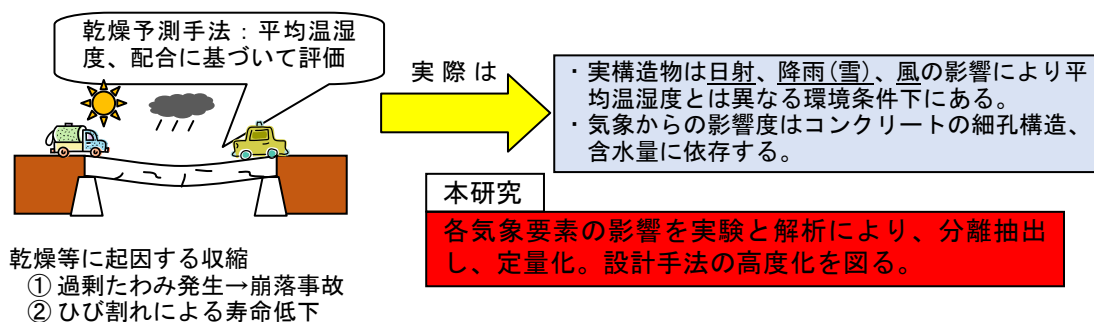 乾燥予測手法：平均温湿
度、配合に基づいて評価
実際は
・実構造物は日射、降雨(雪)、風の影響により平
均温湿度とは異なる環境条件下にある。
・気象からの影響度はコンクリートの細孔構造、
含水量に依存する。
本研究
各気象要素の影響を実験と解析により、分離抽出
し、定量化。設計手法の高度化を図る。
乾燥等に起因する収縮
① 過剰たわみ発生→崩落事故
② ひび割れによる寿命低下